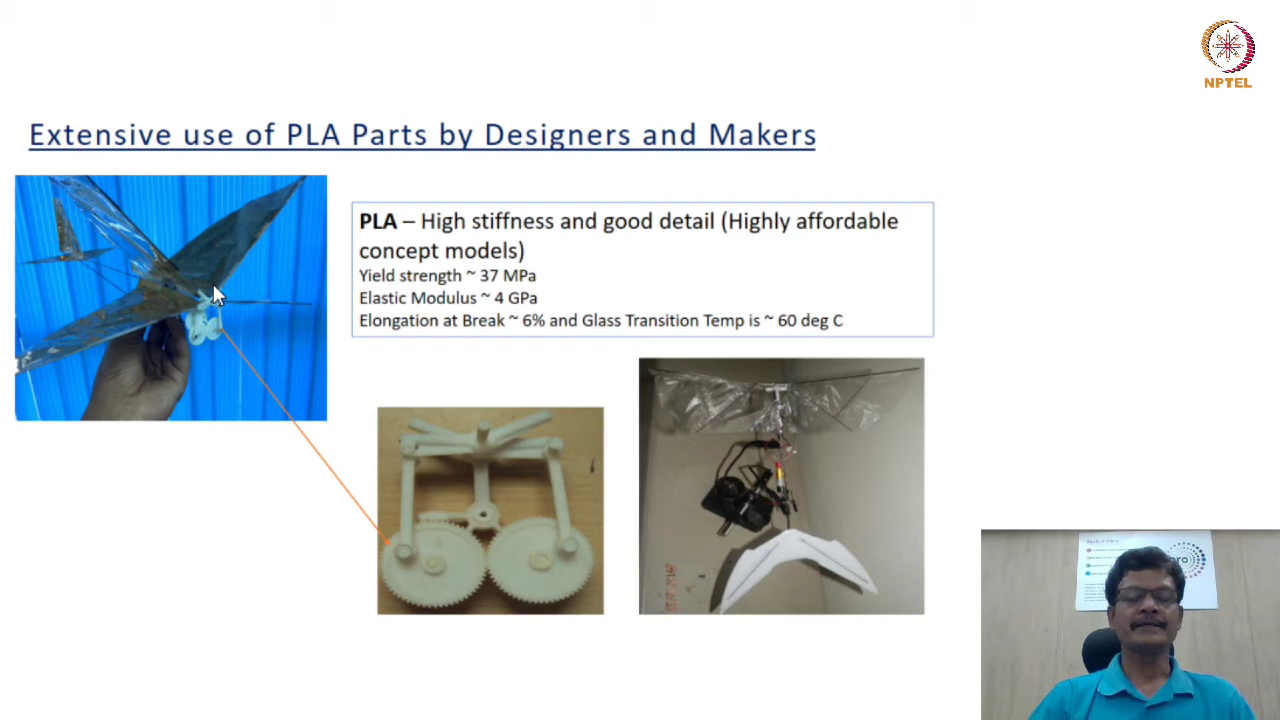 NPTEL
Extensive use of PLA Parts by Designers and Makers
PLA – High stiffness and good detail (Highly affordable
concept models)
Yield strength ~ 37 MPa
Elastic Modulus ~ 4 GPa
Elongation at Break ~ 6% and Glass Transition Temp is ~ 60 deg C